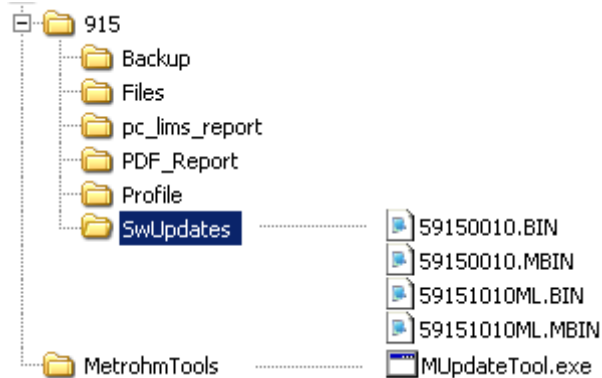 915
Backup
Files
pc_lims_report
PDF_Report
Profile
SwUpdates
59150010.BIN
59150010.MBIN
59151010ML.BIN
59151010ML.MBIN
MetrohmTools
MUpdateTool.exe